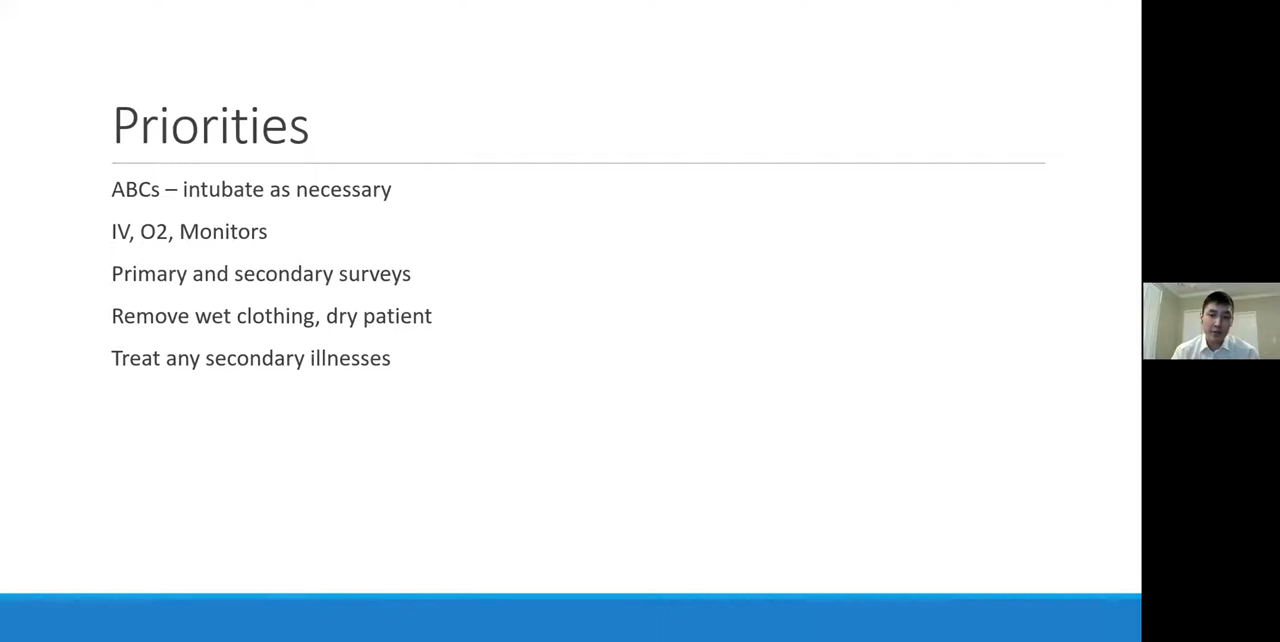 Priorities
ABCs – intubate as necessary
IV, O2, Monitors
Primary and secondary surveys
Remove wet clothing, dry patient
Treat any secondary illnesses